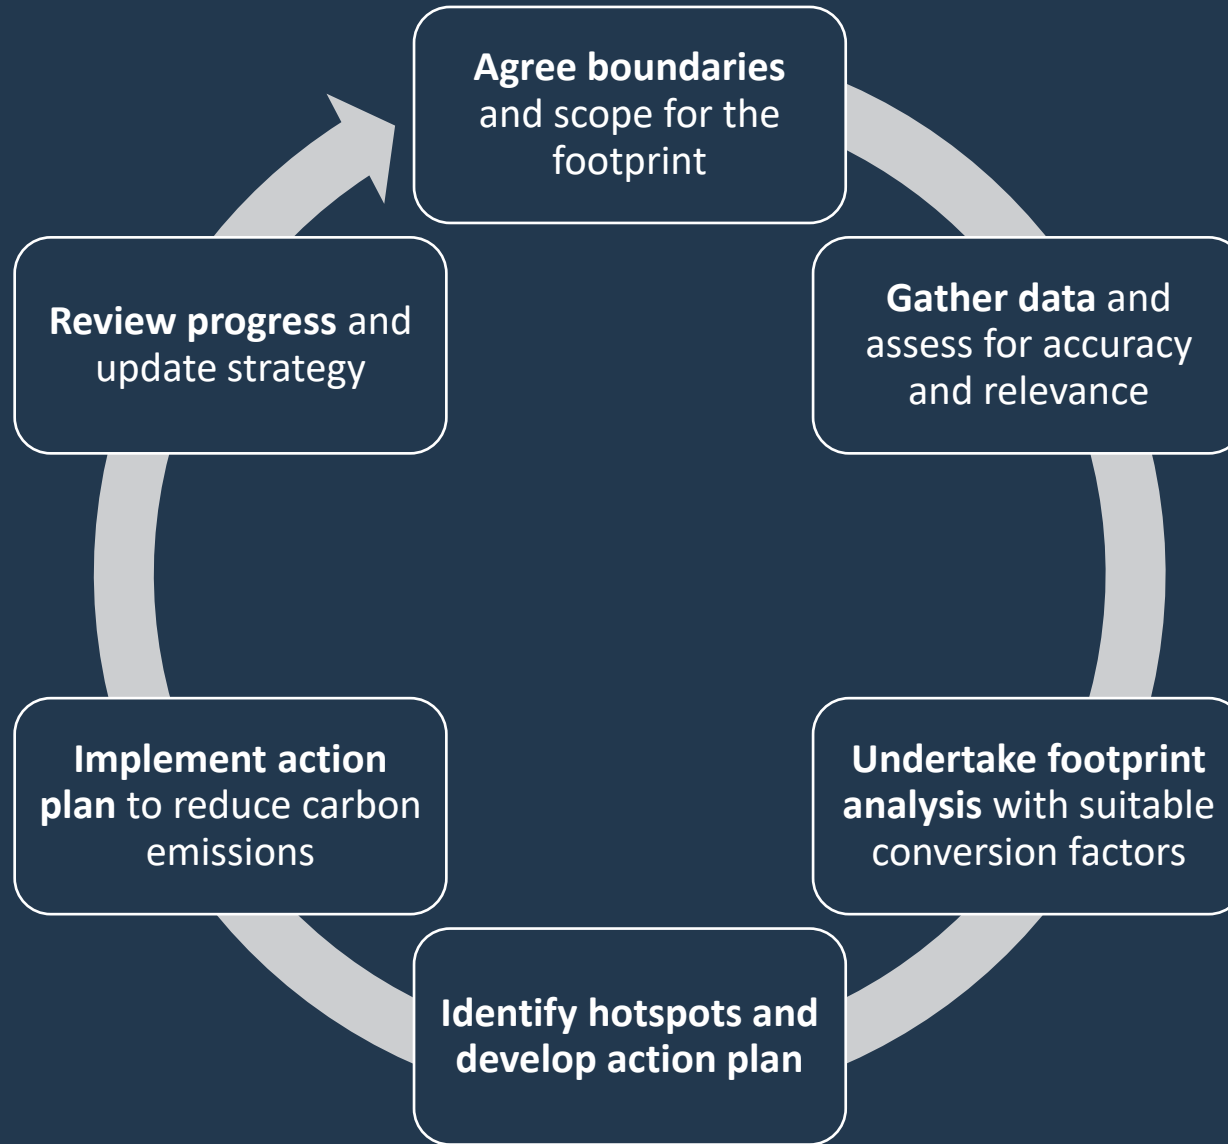 Agree boundaries
and scope for the
footprint
Gather data and
assess for accuracy
and relevance
Undertake footprint
analysis with suitable
conversion factors
Identify hotspots and
develop action plan
Implement action
plan to reduce carbon
emissions
Review progress and
update strategy